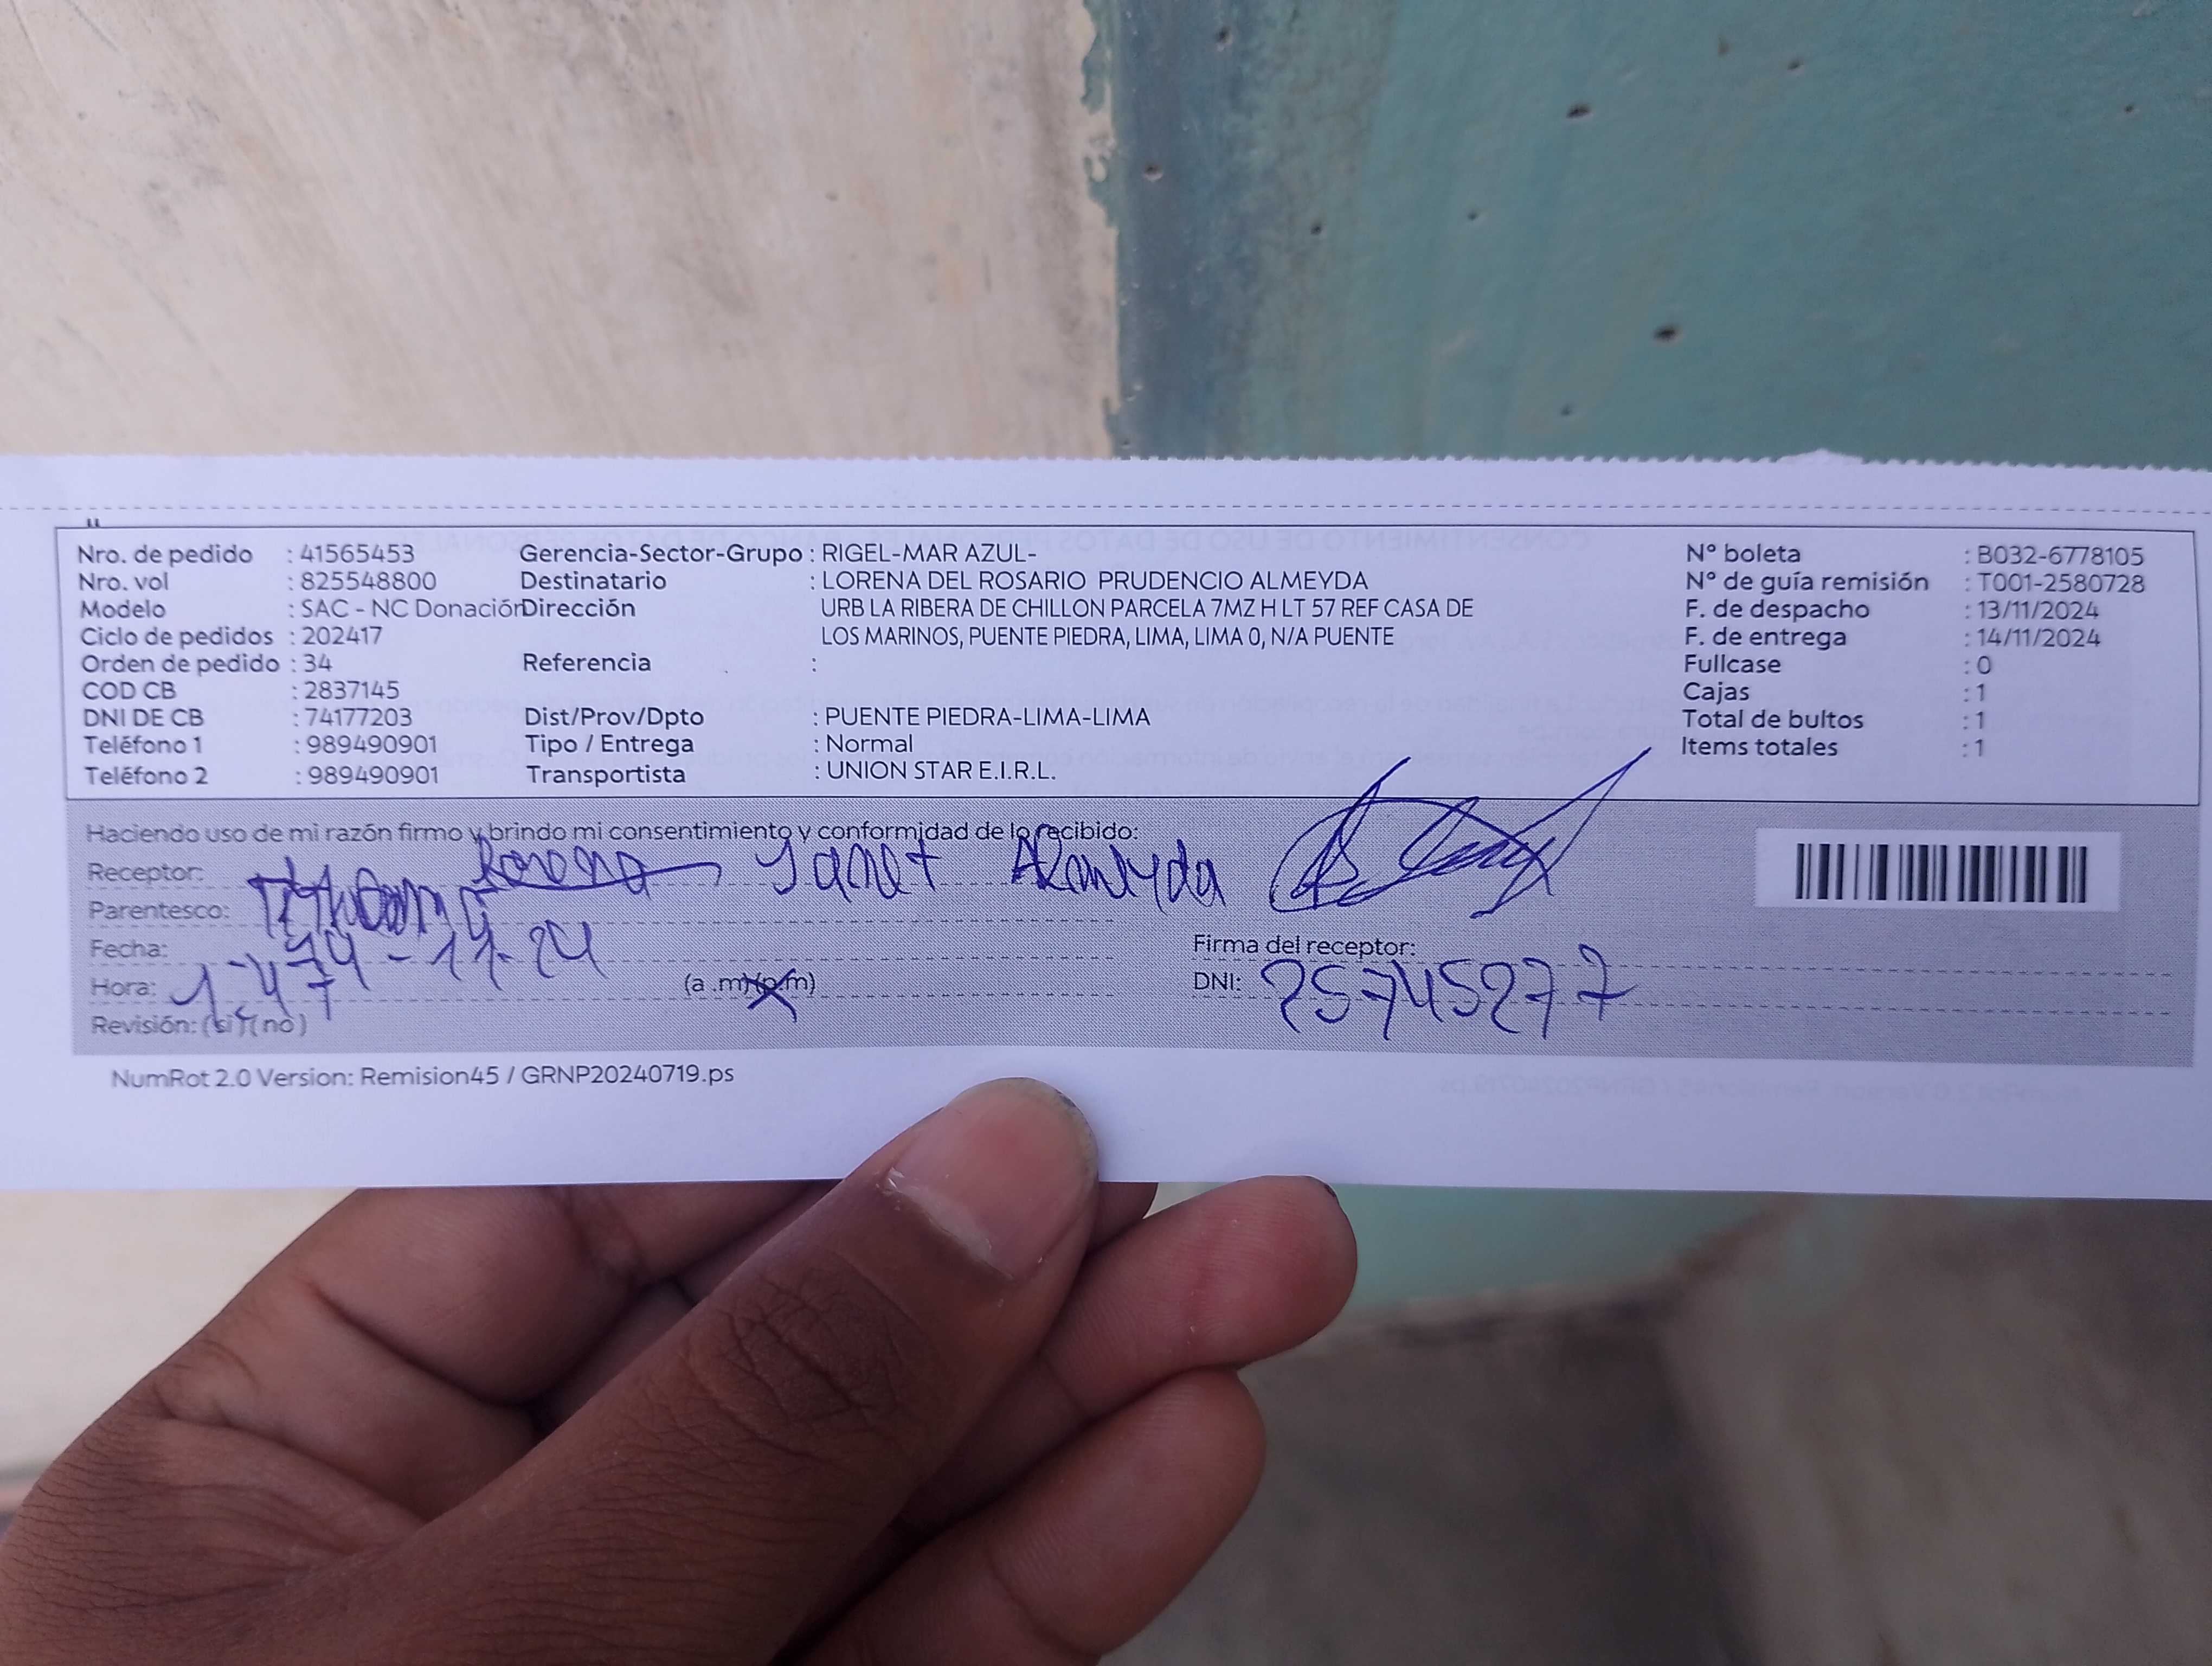 Nro. de pedido : 41565453 Gerencia-Sector-Grupo : RIGEL-MAR AZUL- N° boleta : B032-6778105
Nro. vol : 825548800 Destinatario : LORENA DEL ROSARIO PRUDENCIO ALMEYDA N° de guía remisión : T001-2580728
Modelo : SAC - NC Donación Dirección URB LA RIBERA DE CHILLON PARCELA 7MZ H LT 57 REF CASA DE F. de despacho : 13/11/2024
Ciclo de pedidos : 202417 LOS MARINOS, PUENTE PIEDRA, LIMA, LIMA 0, N/A PUENTE F. de entrega : 14/11/2024
Orden de pedido : 34 Referencia : Fullcase : 0
COD CB : 2837145 Cajas : 1
DNI DE CB : 74177203 Dist/Prov/Dpto : PUENTE PIEDRA-LIMA-LIMA Total de bultos : 1
Teléfono 1 : 989490901 Tipo / Entrega : Normal Items totales : 1
Teléfono 2 : 989490901 Transportista : UNION STAR E.I.R.L.
Haciendo uso de mi razón firmo y brindo mi consentimiento y conformidad de lo recibido:
Receptor: Yanet Almeyda
Parentesco:
Fecha: 14-11-24 Firma del receptor:
Hora: 1:47 (a .m)(p.m) DNI: 25745277
Revisión: (si) (no)
NumRot 2.0 Version: Remision45 / GRNP20240719.ps